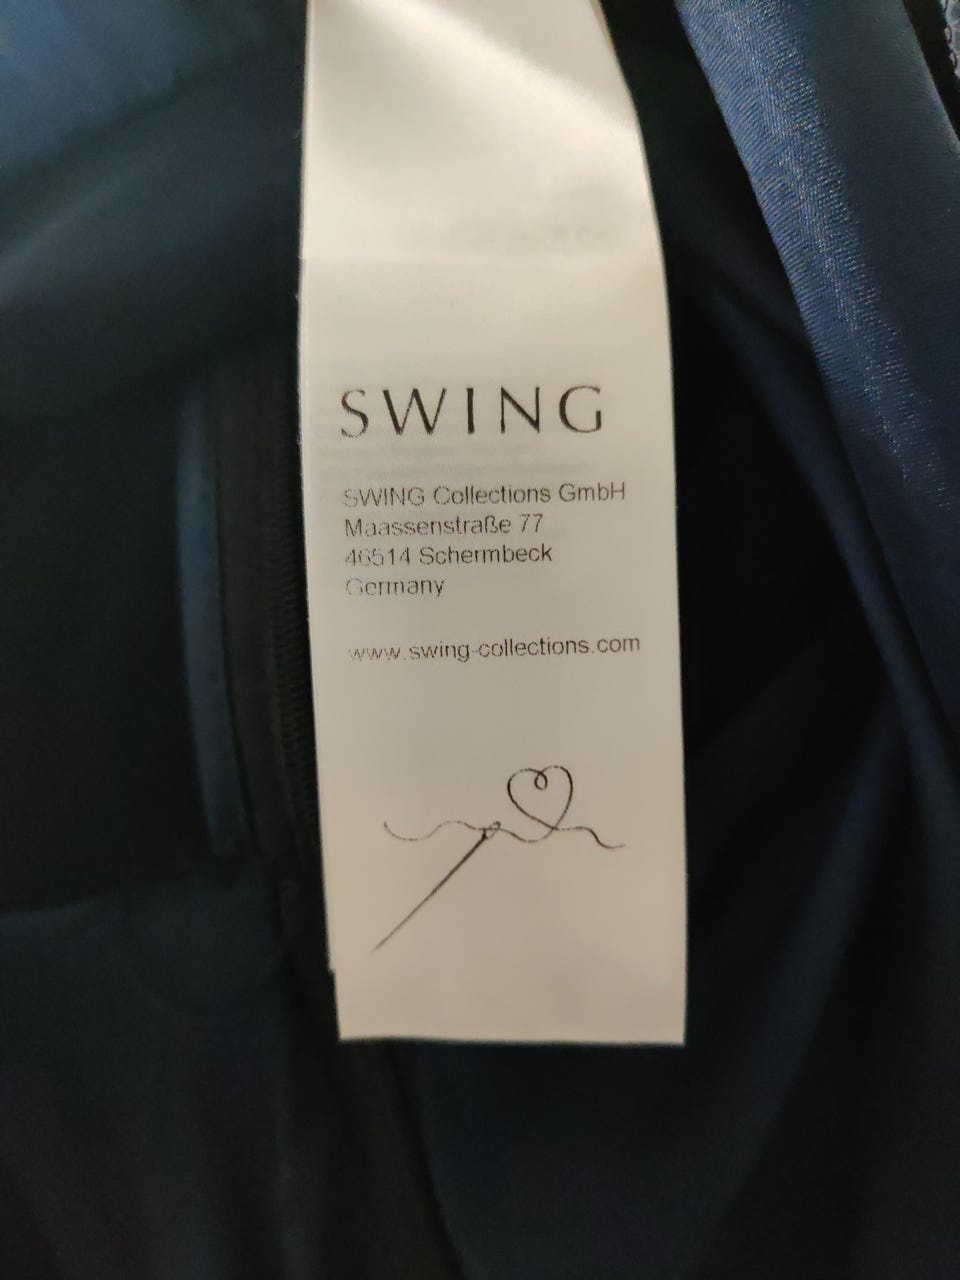 SWING
SWING Collections GmbH
Maassenstraße 77
46514 Schermbeck
Germany
www.swing-collections.com